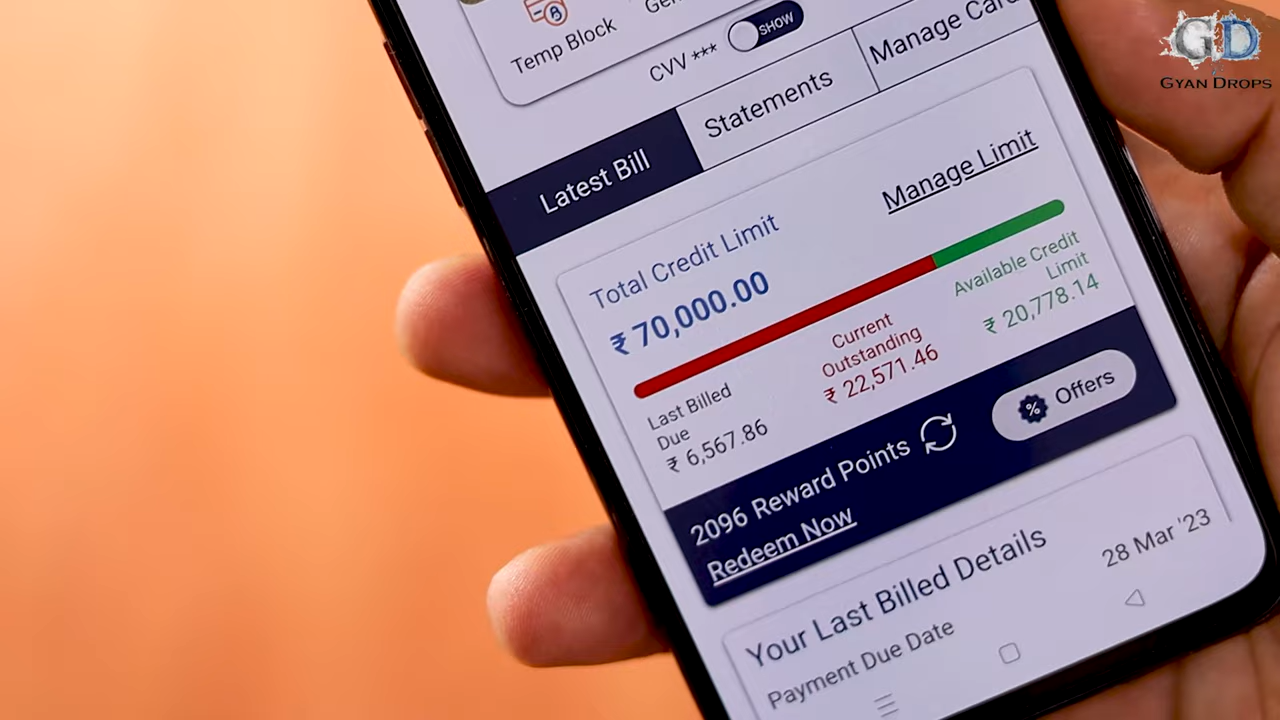 GD
GYAN DROPS
Temp Block
CVV ***
SHOW
Latest Bill
Statements
Manage
Manage Limit
Total Credit Limit
₹ 70,000.00
Last Billed
Due
₹ 6,567.86
Current
Outstanding
₹ 22,571.46
Available Credit
Limit
₹ 20,778.14
2096 Reward Points
Redeem Now
% Offers
Your Last Billed Details
Payment Due Date
28 Mar '23